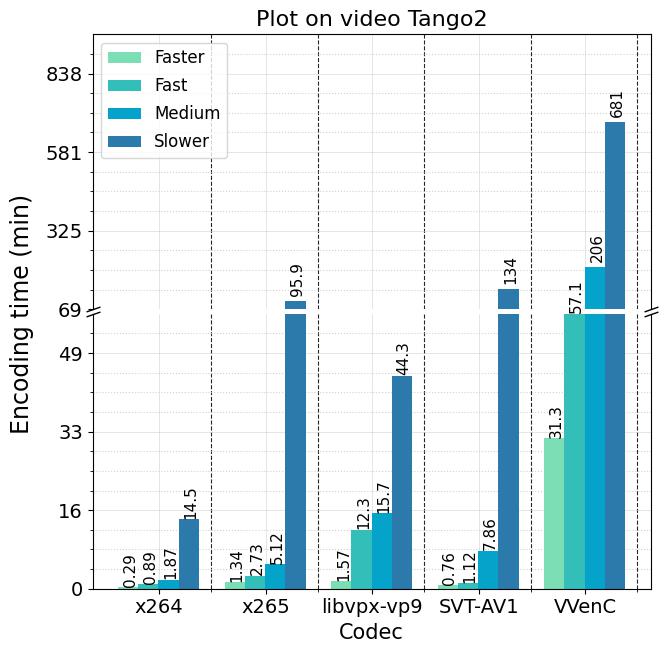 Plot on video Tango2
Faster
Fast
Medium
Slower
Encoding time (min)
838
581
325
69
49
33
16
0
0.29
0.89
1.87
14.5
1.34
2.73
5.12
95.9
1.57
12.3
15.7
44.3
0.76
1.12
7.86
134
31.3
57.1
206
681
x264
x265
libvpx-vp9
SVT-AV1
VVenC
Codec